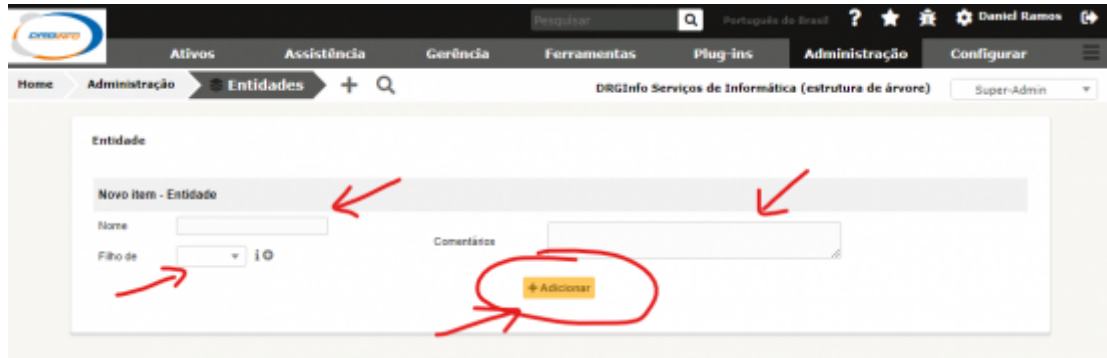 DRGINFO
Pesquisar Português do Brasil ? Daniel Ramos
Ativos Assistência Gerência Ferramentas Plug-ins Administração Configurar
Home Administração Entidades DRGInfo Serviços de Informática (estrutura de árvore) Super-Admin
Entidade
Novo item - Entidade
Nome
Comentários
Filho de
+ Adicionar